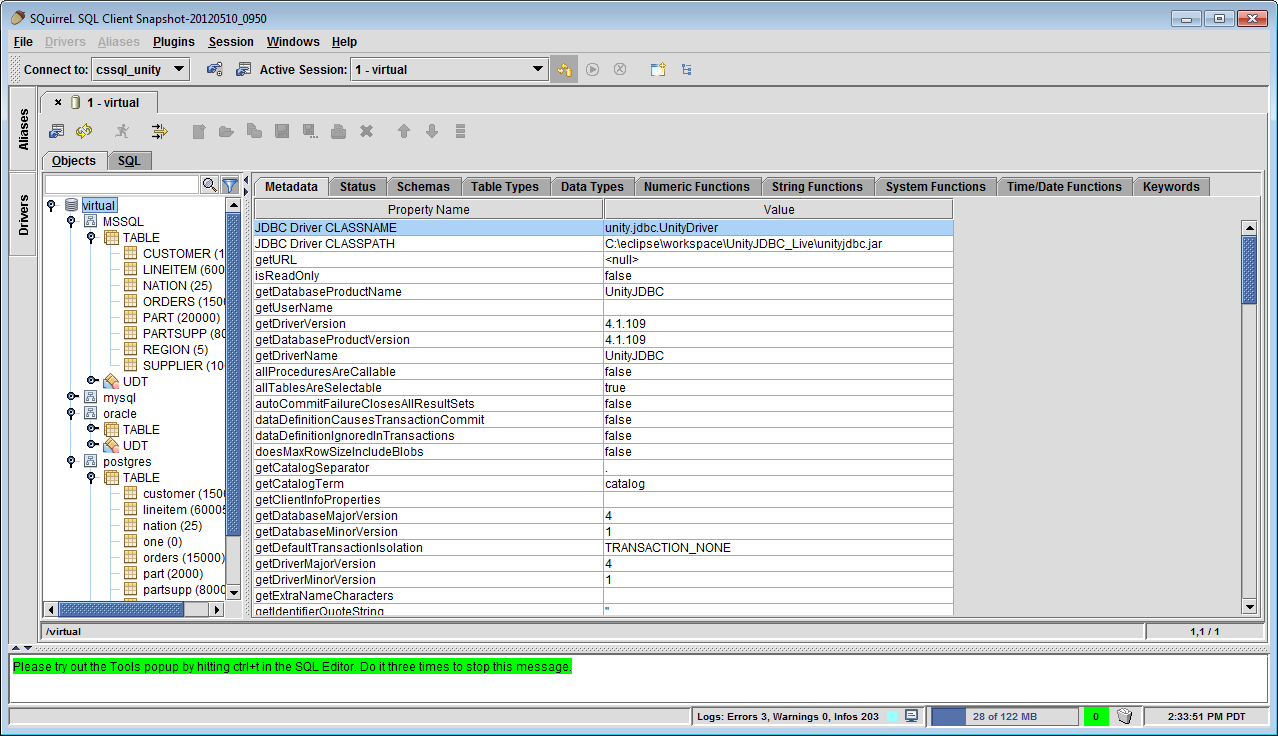 SQuirreL SQL Client Snapshot-20120510_0950
File Drivers Aliases Plugins Session Windows Help
Connect to: cssql_unity Active Session: 1 - virtual
Aliases
Drivers
1 - virtual
Objects SQL
virtual
MSSQL
TABLE
CUSTOMER (1
LINEITEM (600
NATION (25)
ORDERS (1500
PART (20000)
PARTSUPP (80
REGION (5)
SUPPLIER (10
UDT
mysql
oracle
TABLE
UDT
postgres
TABLE
customer (150
lineitem (60005
nation (25)
one (0)
orders (15000)
part (2000)
partsupp (8000
Metadata Status Schemas Table Types Data Types Numeric Functions String Functions System Functions Time/Date Functions Keywords
Property Name Value
JDBC Driver CLASSNAME unity.jdbc.UnityDriver
JDBC Driver CLASSPATH C:\eclipse\workspace\UnityJDBC_Live\unityjdbc.jar
getURL <null>
isReadOnly false
getDatabaseProductName UnityJDBC
getUserName
getDriverVersion 4.1.109
getDatabaseProductVersion 4.1.109
getDriverName UnityJDBC
allProceduresAreCallable false
allTablesAreSelectable true
autoCommitFailureClosesAllResultSets false
dataDefinitionCausesTransactionCommit false
dataDefinitionIgnoredInTransactions false
doesMaxRowSizeIncludeBlobs false
getCatalogSeparator .
getCatalogTerm catalog
getClientInfoProperties
getDatabaseMajorVersion 4
getDatabaseMinorVersion 1
getDefaultTransactionIsolation TRANSACTION_NONE
getDriverMajorVersion 4
getDriverMinorVersion 1
getExtraNameCharacters
getIdentifierQuoteString "
/virtual 1,1 / 1
Please try out the Tools popup by hitting ctrl+t in the SQL Editor. Do it three times to stop this message.
Logs: Errors 3, Warnings 0, Infos 203 28 of 122 MB 0 2:33:51 PM PDT